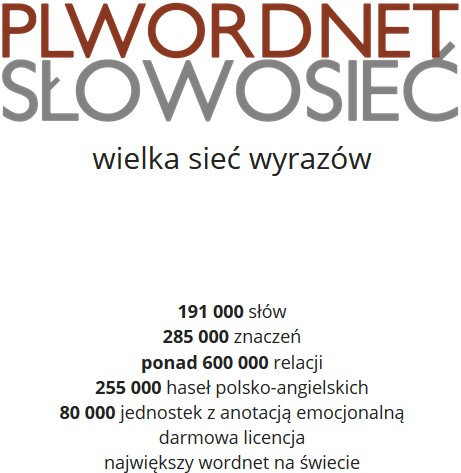 PLWORDNET
SŁOWOSIEĆ
wielka sieć wyrazów
191 000 słów
285 000 znaczeń
ponad 600 000 relacji
255 000 haseł polsko-angielskich
80 000 jednostek z anotacją emocjonalną
darmowa licencja
największy wordnet na świecie